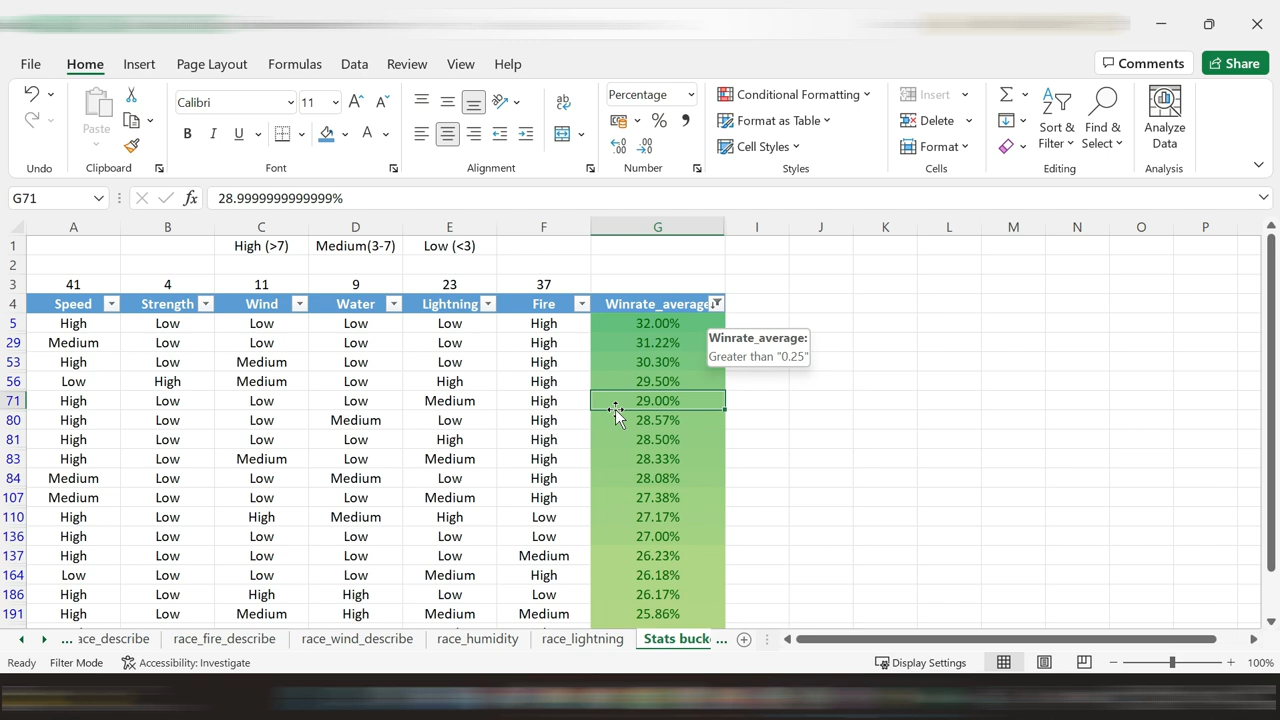 File Home Insert Page Layout Formulas Data Review View Help Comments Share
Calibri 11 Percentage Conditional Formatting Insert
Paste Format as Table Delete Sort & Find & Analyze
B I U A % , Cell Styles Format Filter Select Data
Undo Clipboard Font Alignment Number Styles Cells Editing Analysis
G71 fx 28.9999999999999%
A B C D E F G I J K L M N O P
1 High (>7) Medium(3-7) Low (<3)
2
3 41 4 11 9 23 37
4 Speed Strength Wind Water Lightning Fire Winrate_average
5 High Low Low Low Low High 32.00%
29 Medium Low Low Low Low High 31.22%
Winrate_average:
Greater than "0.25"
53 High Low Medium Low Low High 30.30%
56 Low High Medium Low High High 29.50%
71 High Low Low Low Medium High 29.00%
80 High Low Low Medium Low High 28.57%
81 High Low Low Low High High 28.50%
83 High Low Medium Low Medium High 28.33%
84 Medium Low Low Medium Low High 28.08%
107 Medium Low Low Low Medium High 27.38%
110 High Low High Medium High Low 27.17%
136 High Low Low Low Low Low 27.00%
137 High Low Low Low Low Medium 26.23%
164 Low Low Low Low Medium High 26.18%
186 High Low High High Low Low 26.17%
191 High Low Medium High Medium Medium 25.86%
... ace_describe race_fire_describe race_wind_describe race_humidity race_lightning Stats buck ...
Ready Filter Mode Accessibility: Investigate Display Settings 100%